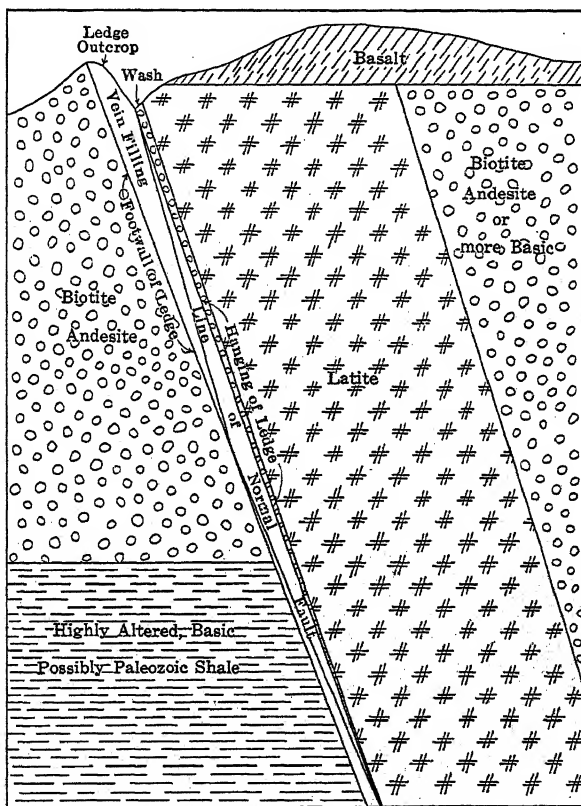 Ledge
Outcrop
Wash
Basalt
Vein Filling
Footwall of Ledge
Biotite
Andesite
or
more Basic
Biotite
Andesite
Hanging of Ledge
Line of Normal Fault
Latite
Highly Altered, Basic
Possibly Paleozoic Shale